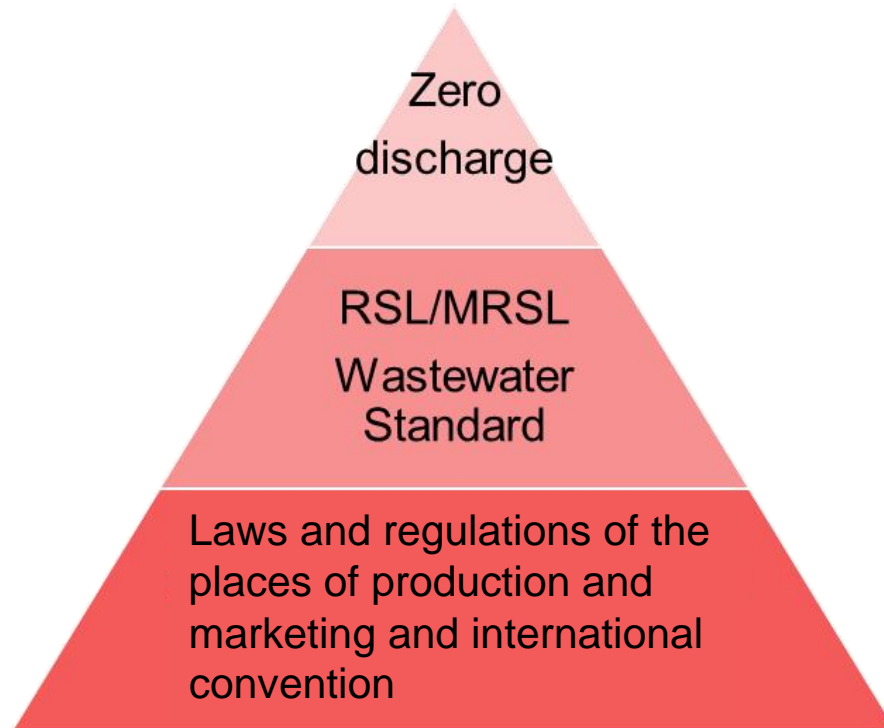 Zero
discharge
RSL/MRSL
Wastewater
Standard
Laws and regulations of the
places of production and
marketing and international
convention